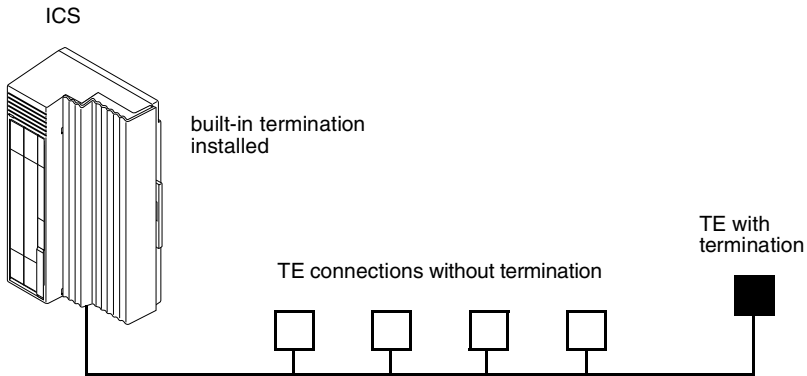 ICS
built-in termination
installed
TE with
termination
TE connections without termination